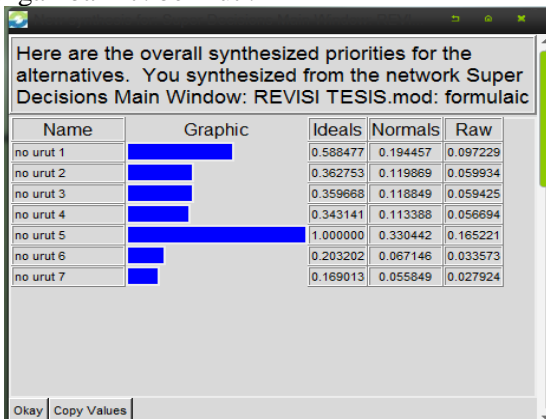 Here are the overall synthesized priorities for the
alternatives. You synthesized from the network Super
Decisions Main Window: REVISI TESIS.mod: formulaic
Name Graphic Ideals Normals Raw
no urut 1 0.588477 0.194457 0.097229
no urut 2 0.362753 0.119869 0.059934
no urut 3 0.359668 0.118849 0.059425
no urut 4 0.343141 0.113388 0.056694
no urut 5 1.000000 0.330442 0.165221
no urut 6 0.203202 0.067146 0.033573
no urut 7 0.169013 0.055849 0.027924
Okay Copy Values